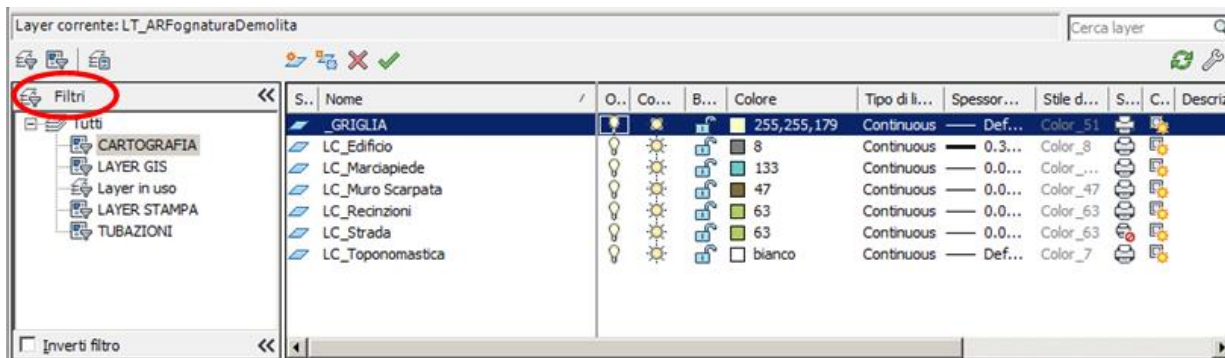 Layer corrente: LT_ARFognaturaDemolita
Cerca layer
Filtri
S.. Nome O.. Co... B... Colore Tipo di li... Spessor... Stile d... S... C... Descriz
Tutti
CARTOGRAFIA
LAYER GIS
Layer in uso
LAYER STAMPA
TUBAZIONI
_GRIGLIA 255,255,179 Continuous Def... Color_51
LC_Edificio 8 Continuous 0.3... Color_8
LC_Marciapiede 133 Continuous 0.0... Color_...
LC_Muro Scarpata 47 Continuous 0.0... Color_47
LC_Recinzioni 63 Continuous 0.0... Color_63
LC_Strada 63 Continuous 0.0... Color_63
LC_Toponomastica bianco Continuous Def... Color_7
Inverti filtro